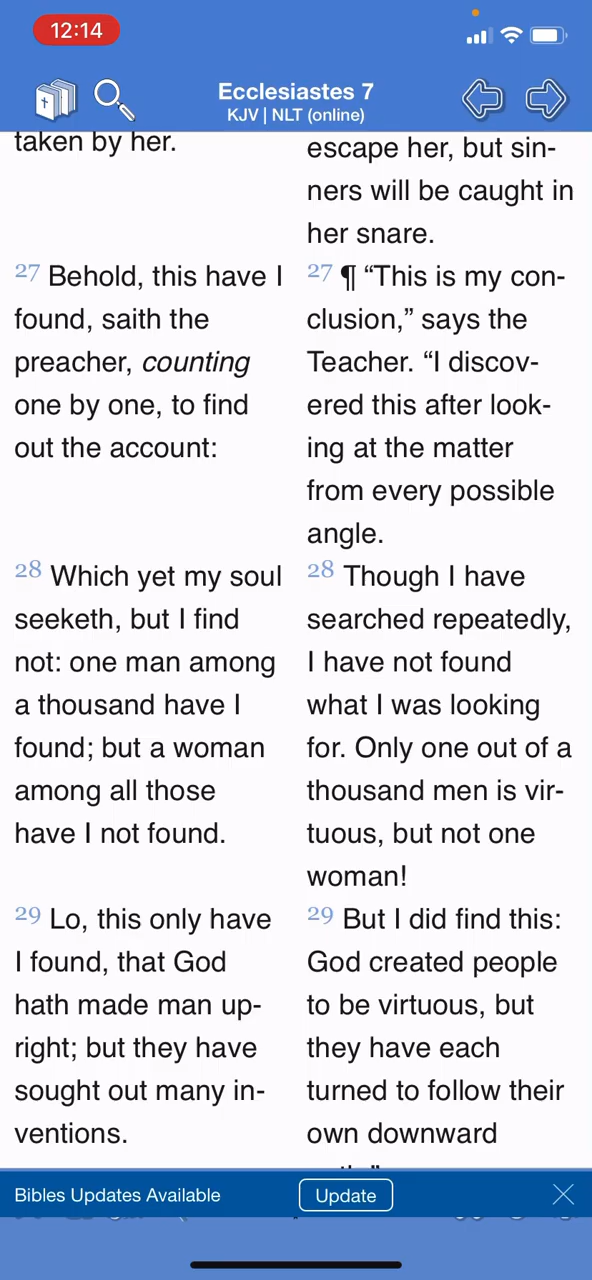 12:14
Ecclesiastes 7
KJV | NLT (online)
taken by her.
27 Behold, this have I
found, saith the
preacher, counting
one by one, to find
out the account:
28 Which yet my soul
seeketh, but I find
not: one man among
a thousand have I
found; but a woman
among all those
have I not found.
29 Lo, this only have
I found, that God
hath made man up-
right; but they have
sought out many in-
ventions.
escape her, but sin-
ners will be caught in
her snare.
27 ¶ “This is my con-
clusion,” says the
Teacher. “I discov-
ered this after look-
ing at the matter
from every possible
angle.
28 Though I have
searched repeatedly,
I have not found
what I was looking
for. Only one out of a
thousand men is vir-
tuous, but not one
woman!
29 But I did find this:
God created people
to be virtuous, but
they have each
turned to follow their
own downward
Bibles Updates Available
Update